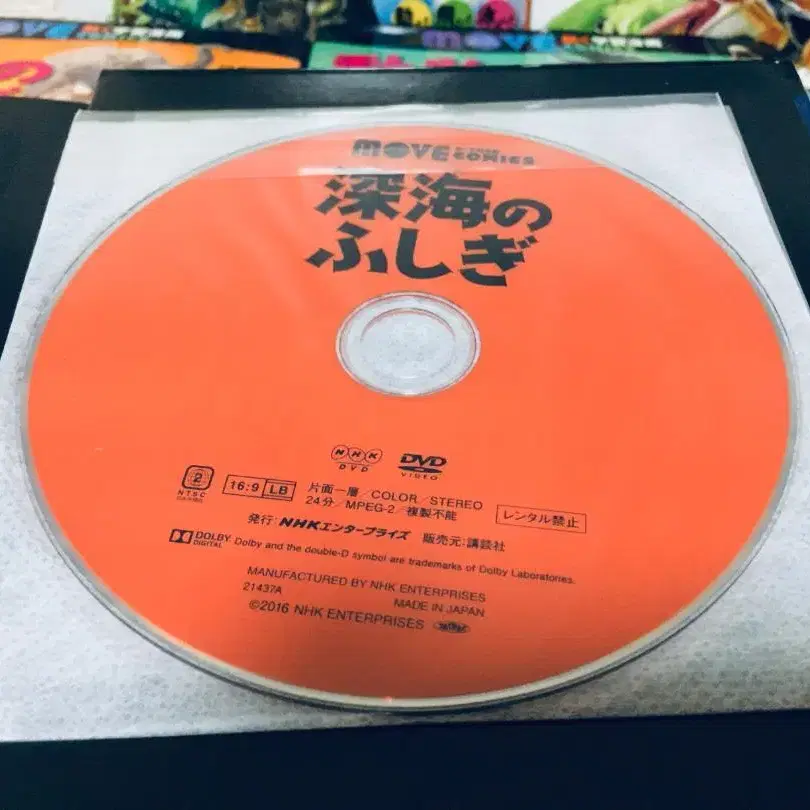 MOVE
MOVE
MOVE COMICS
深海の
ふしぎ
NHK
DVD
DVD
VIDEO
2
NTSC
16:9 LB
片面一層/COLOR/STEREO
24分/MPEG-2/複製不能
レンタル禁止
発行:NHKエンタープライズ 販売元:講談社
DOLBY
DIGITAL
Dolby and the double-D symbol are trademarks of Dolby Laboratories.
MANUFACTURED BY NHK ENTERPRISES
21437A MADE IN JAPAN
©2016 NHK ENTERPRISES